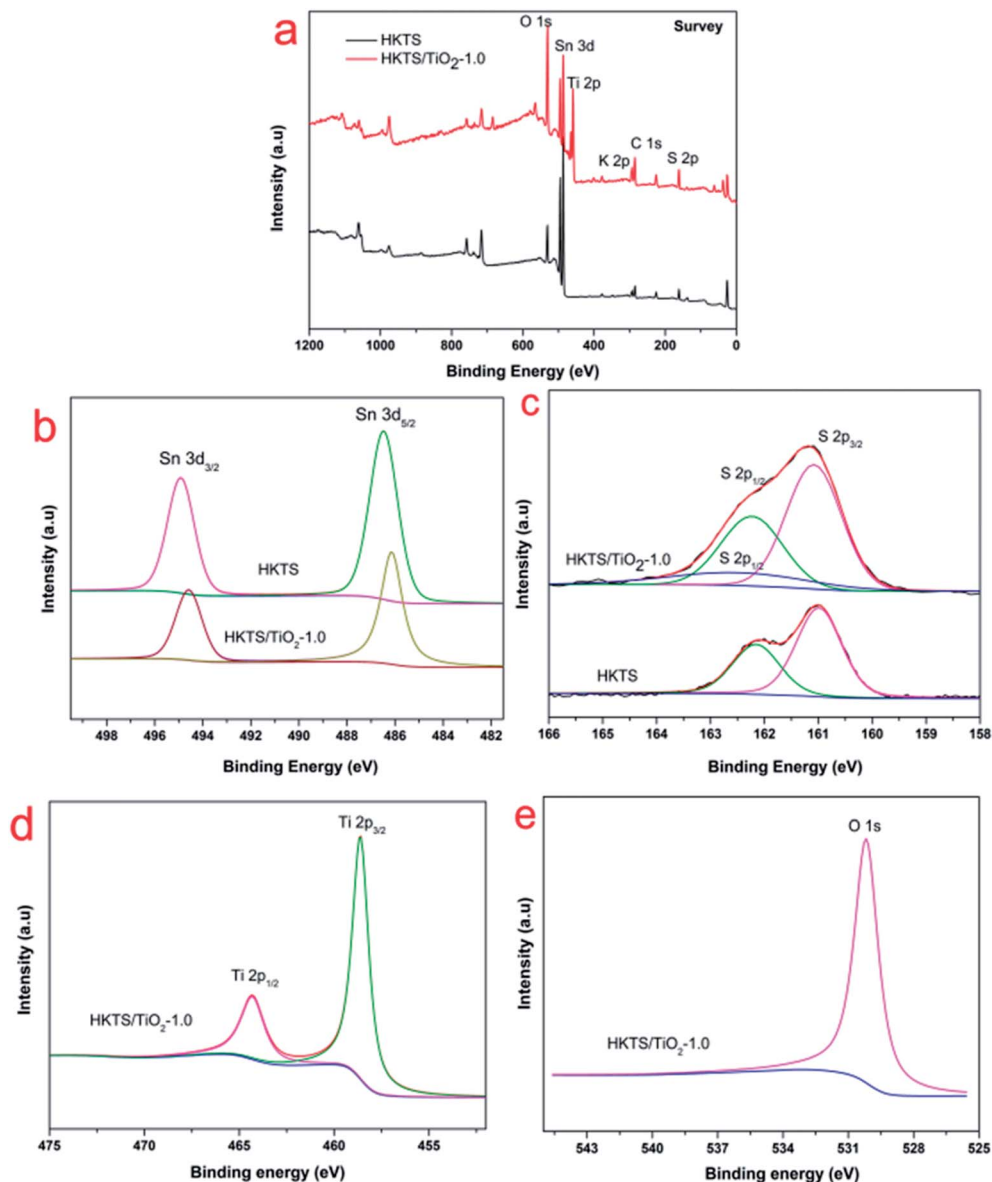 a
O 1s
Survey
HKTS
Sn 3d
HKTS/TiO₂-1.0
Ti 2p
C 1s
K 2p
S 2p
Intensity (a.u)
1200 1000 800 600 400 200 0
Binding Energy (eV)
b
Sn 3d₅/₂
Sn 3d₃/₂
HKTS
HKTS/TiO₂-1.0
Intensity (a.u)
498 496 494 492 490 488 486 484 482
Binding Energy (eV)
c
S 2p₃/₂
S 2p₁/₂
HKTS/TiO₂-1.0
S 2p₁/₂
HKTS
Intensity (a.u)
166 165 164 163 162 161 160 159 158
Binding Energy (eV)
d
Ti 2p₃/₂
Ti 2p₁/₂
HKTS/TiO₂-1.0
Intensity (a.u)
475 470 465 460 455
Binding energy (eV)
e
O 1s
HKTS/TiO₂-1.0
Intensity (a.u)
543 540 537 534 531 528 525
Binding energy (eV)